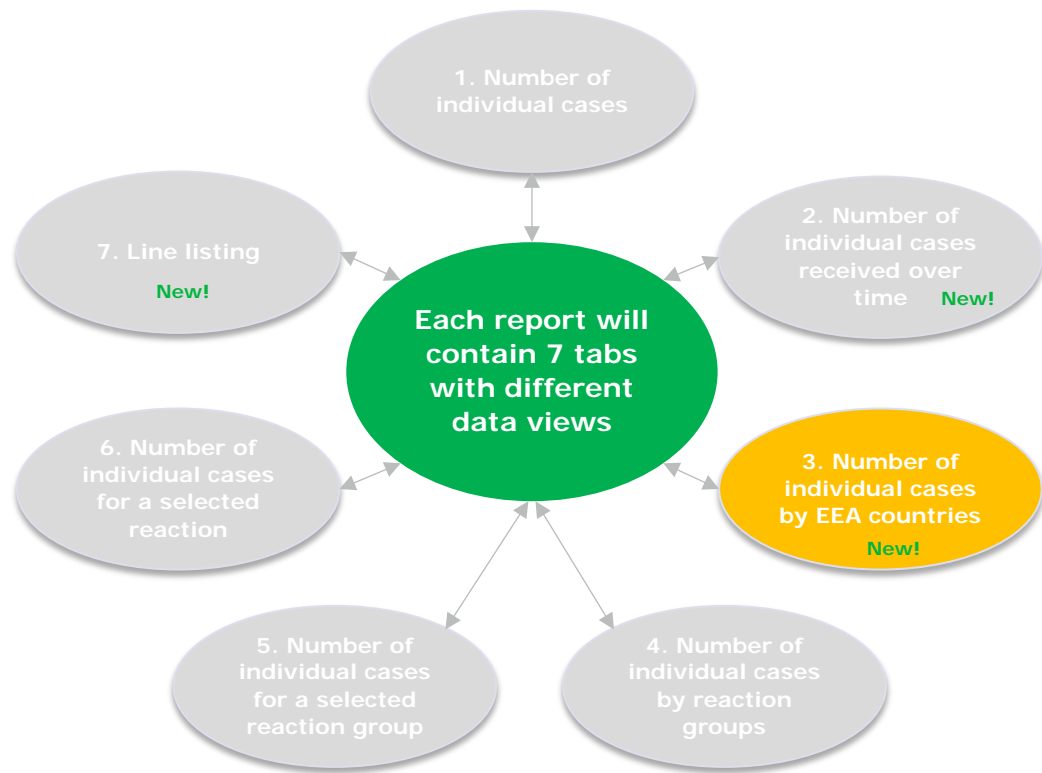 1. Number of
individual cases
2. Number of
individual cases
received over
time New!
7. Line listing
New!
Each report will
contain 7 tabs
with different
data views
3. Number of
individual cases
by EEA countries
New!
6. Number of
individual cases
for a selected
reaction
5. Number of
individual cases
for a selected
reaction group
4. Number of
individual cases
by reaction
groups